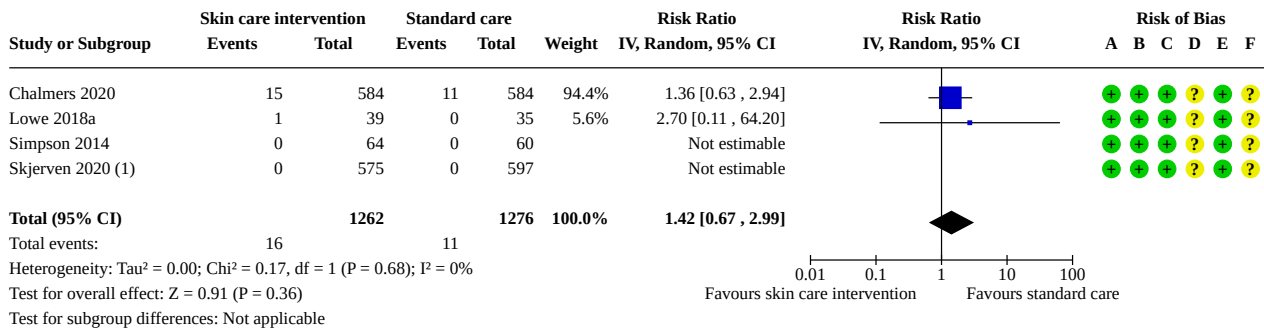 Skin care intervention Standard care Risk Ratio Risk Ratio Risk of Bias
Study or Subgroup Events Total Events Total Weight IV, Random, 95% CI IV, Random, 95% CI A B C D E F
Chalmers 2020 15 584 11 584 94.4% 1.36 [0.63 , 2.94] + + + ? + ?
Lowe 2018a 1 39 0 35 5.6% 2.70 [0.11 , 64.20] + + + ? + ?
Simpson 2014 0 64 0 60 Not estimable + + + ? + ?
Skjerven 2020 (1) 0 575 0 597 Not estimable + + + ? + ?
Total (95% CI) 1262 1276 100.0% 1.42 [0.67 , 2.99]
Total events: 16 11
Heterogeneity: Tau² = 0.00; Chi² = 0.17, df = 1 (P = 0.68); I² = 0%
0.01 0.1 1 10 100
Test for overall effect: Z = 0.91 (P = 0.36)
Favours skin care intervention Favours standard care
Test for subgroup differences: Not applicable